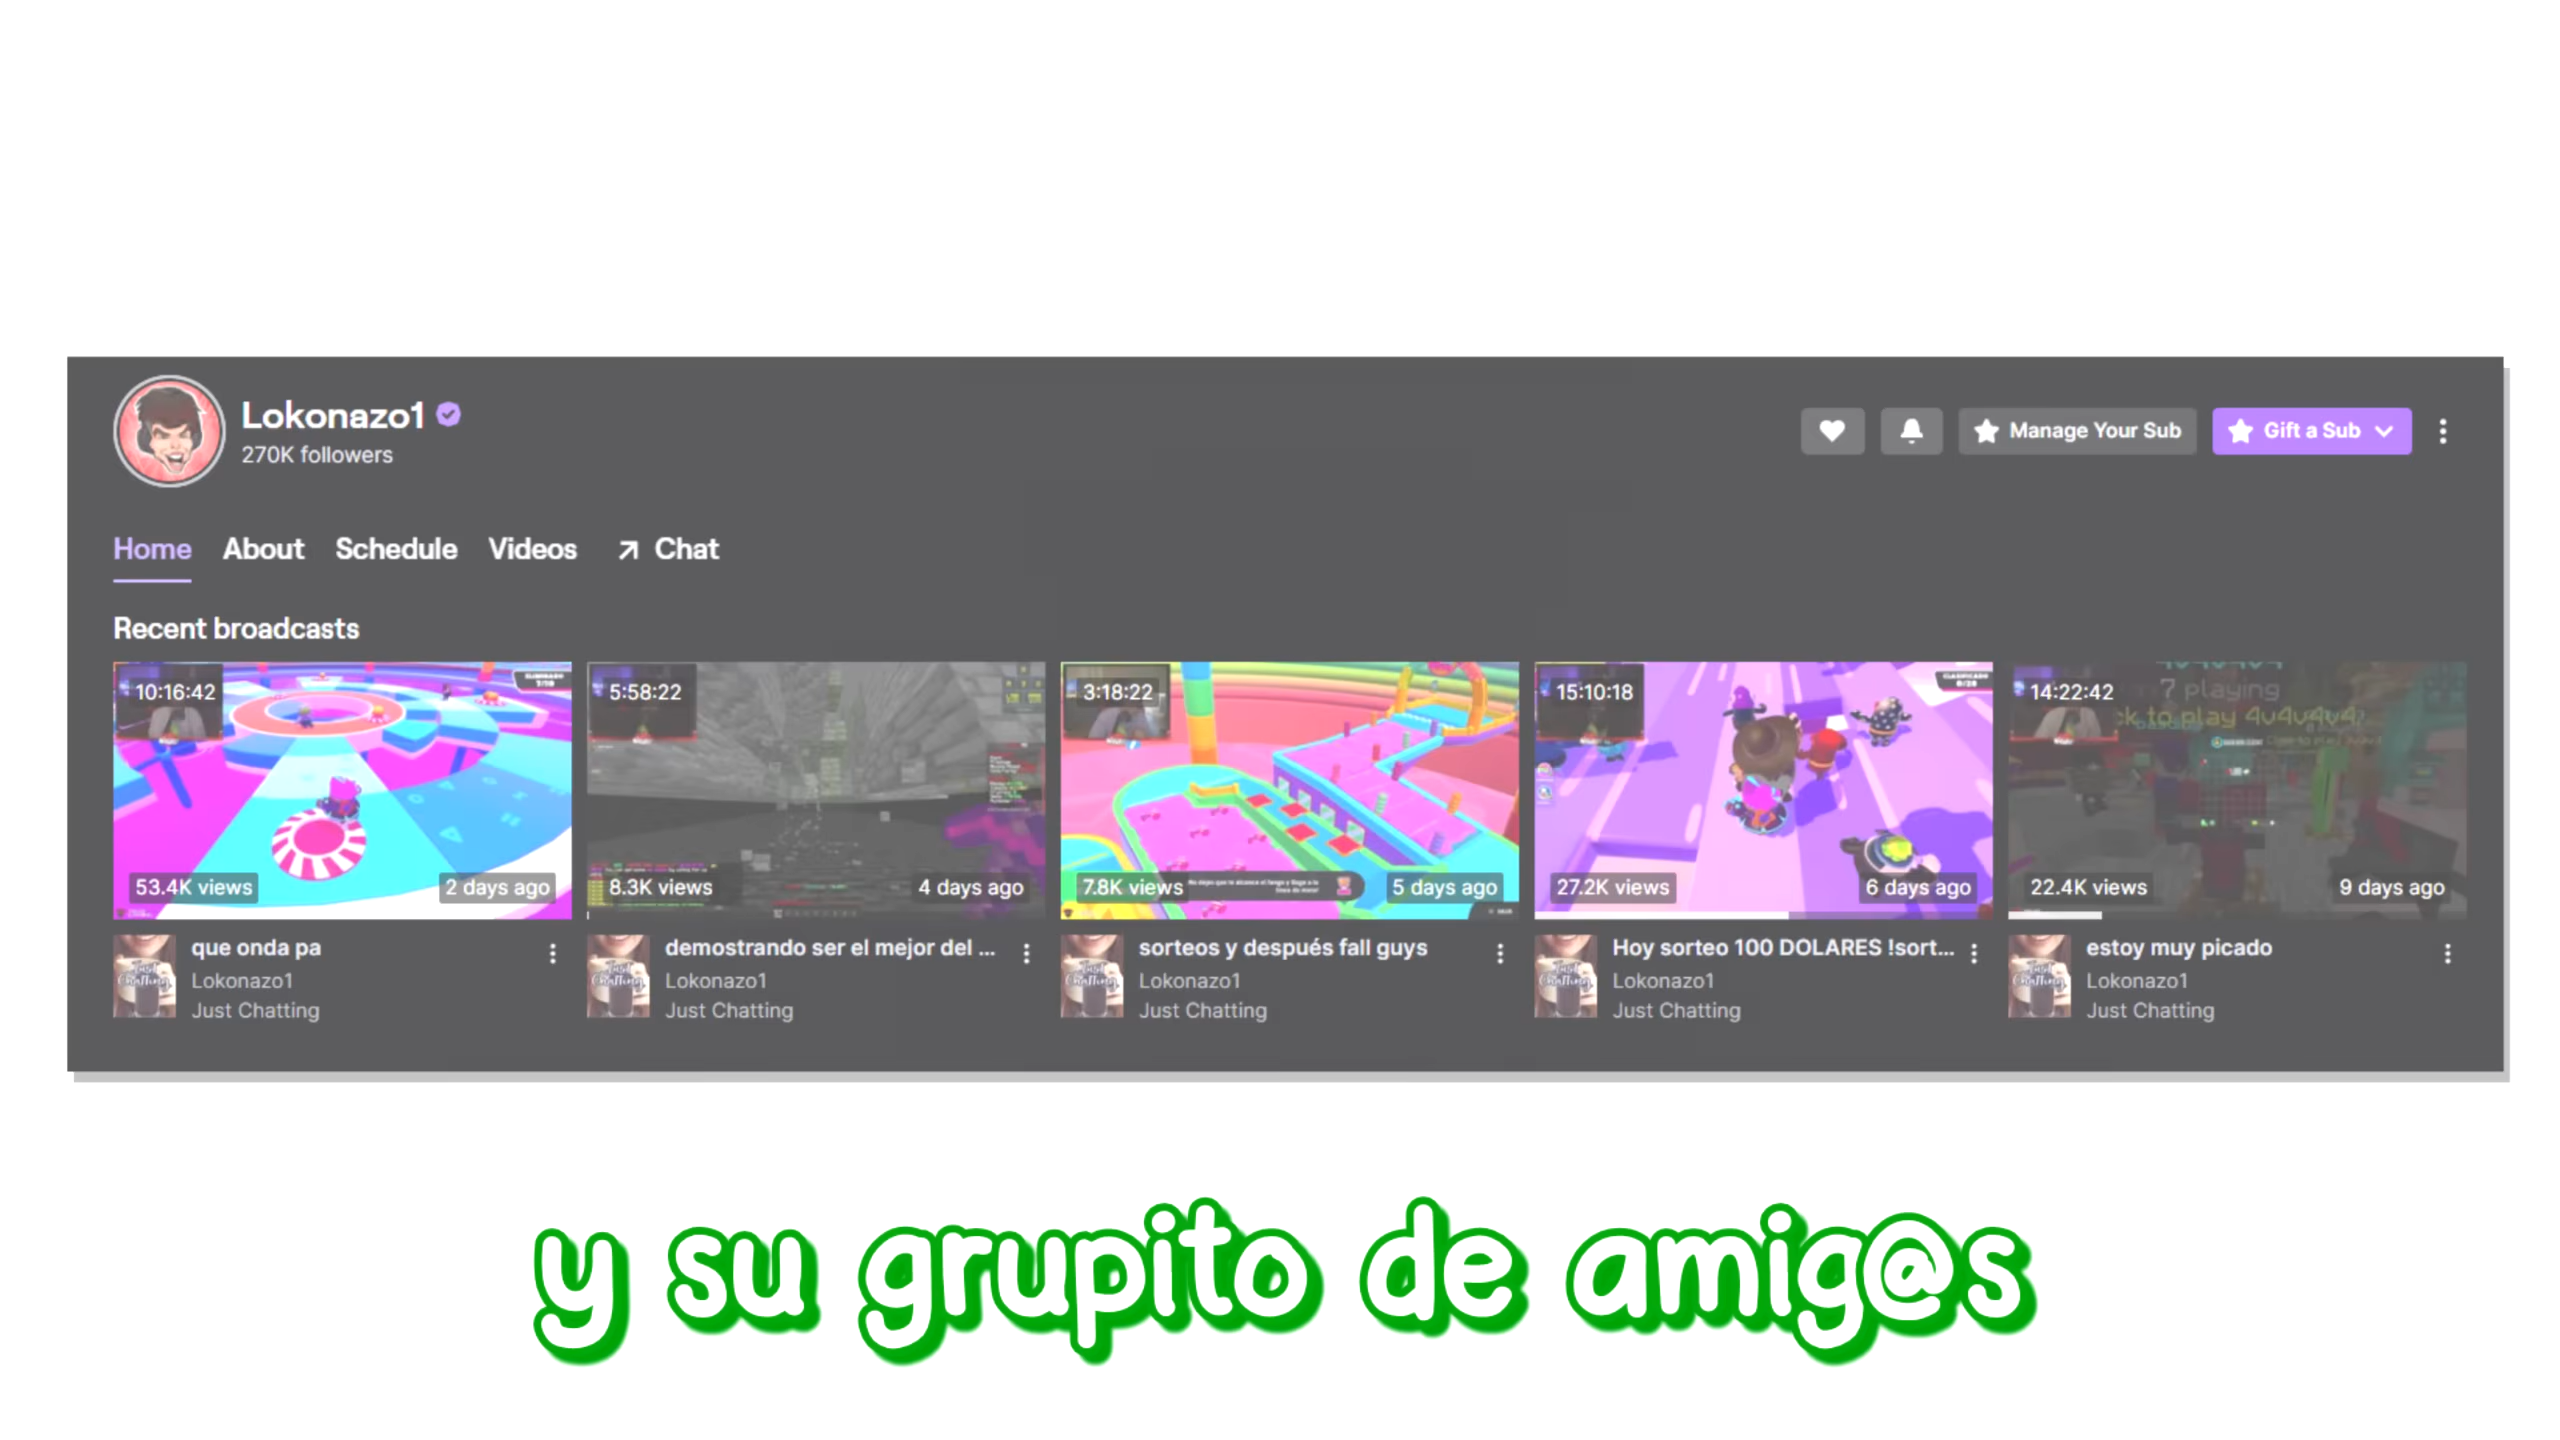 Lokonazo1
270K followers
Manage Your Sub
Gift a Sub
Home About Schedule Videos Chat
Recent broadcasts
10:16:42
53.4K views
2 days ago
que onda pa
Lokonazo1
Just Chatting
5:58:22
8.3K views
4 days ago
demostrando ser el mejor del ...
Lokonazo1
Just Chatting
3:18:22
7.8K views
5 days ago
sorteos y después fall guys
Lokonazo1
Just Chatting
15:10:18
27.2K views
6 days ago
Hoy sorteo 100 DOLARES !sort...
Lokonazo1
Just Chatting
14:22:42
7 playing
ck to play 4v4v4v4
22.4K views
9 days ago
estoy muy picado
Lokonazo1
Just Chatting
y su grupito de amig@s